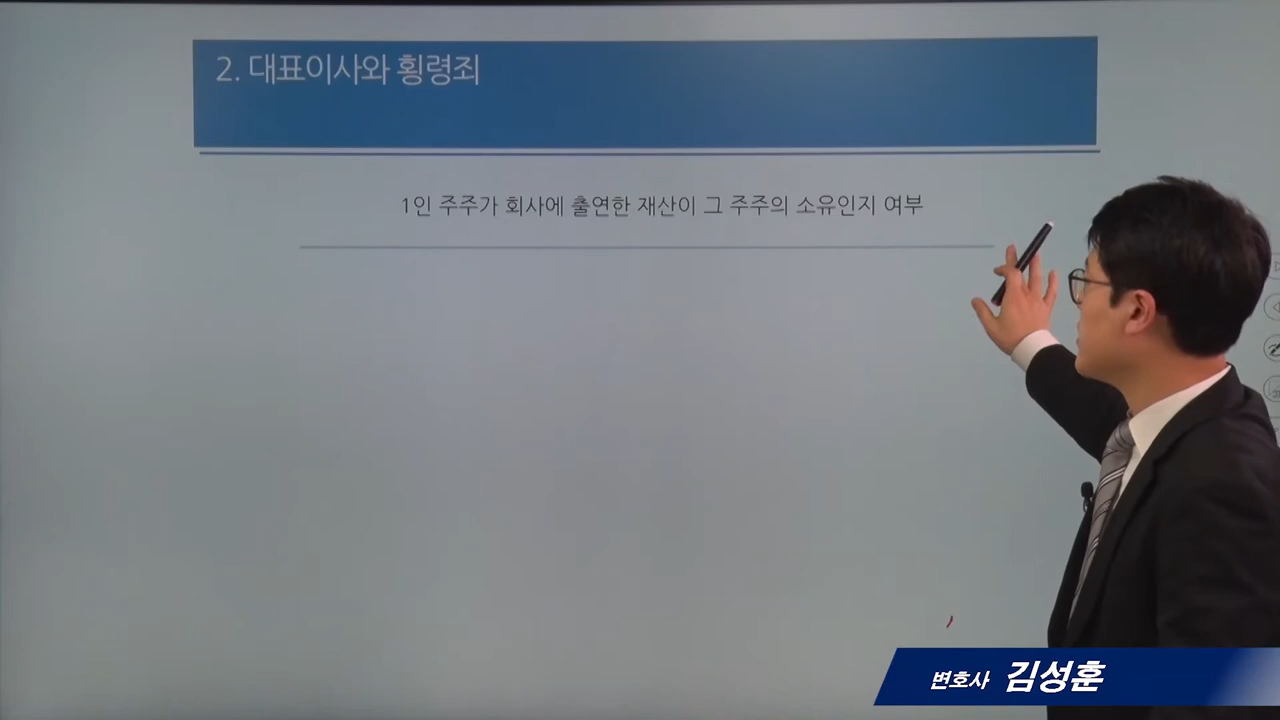 2. 대표이사와 횡령죄
1인 주주가 회사에 출연한 재산이 그 주주의 소유인지 여부
변호사 김성훈